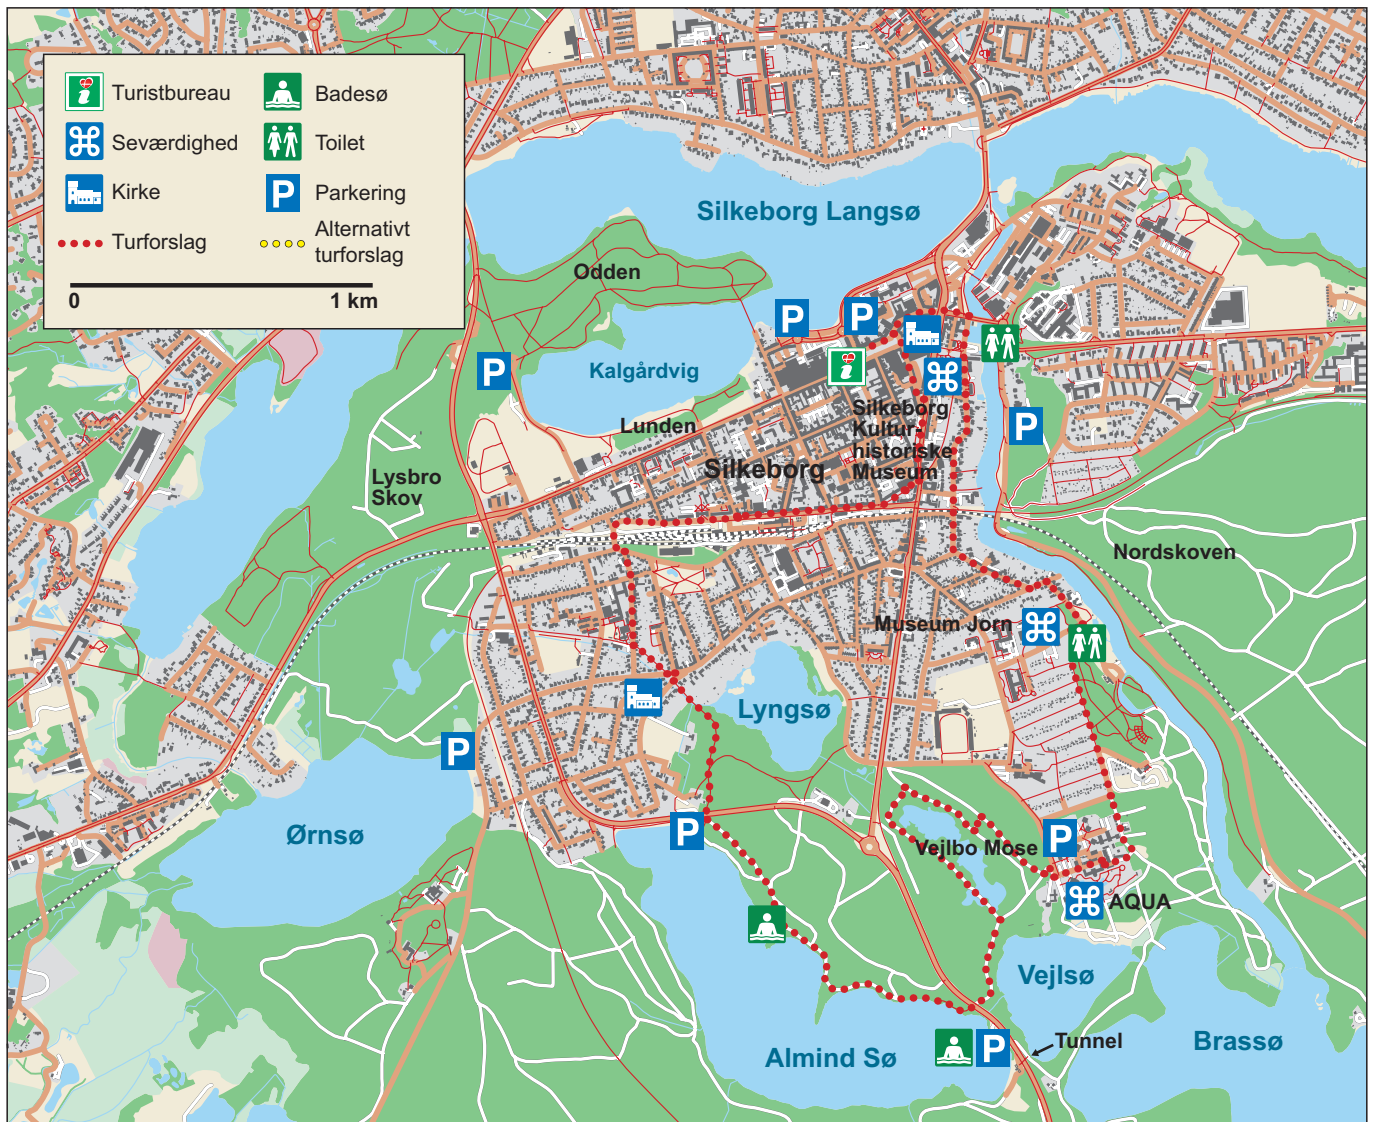 Turistbureau
Badesø
Seværdighed
Toilet
Kirke
P
Parkering
Turforslag
Alternativt
turforslag
0
1 km
Silkeborg Langsø
Odden
P
P
Kalgårdvig
P
Lunden
Silkeborg
Kultur-
historiske
Museum
P
Silkeborg
Lysbro
Skov
Nordskoven
Museum Jorn
Lyngsø
P
Ørnsø
P
Vejlbo Mose
P
AQUA
Vejlsø
Almind Sø
P
Tunnel
Brassø